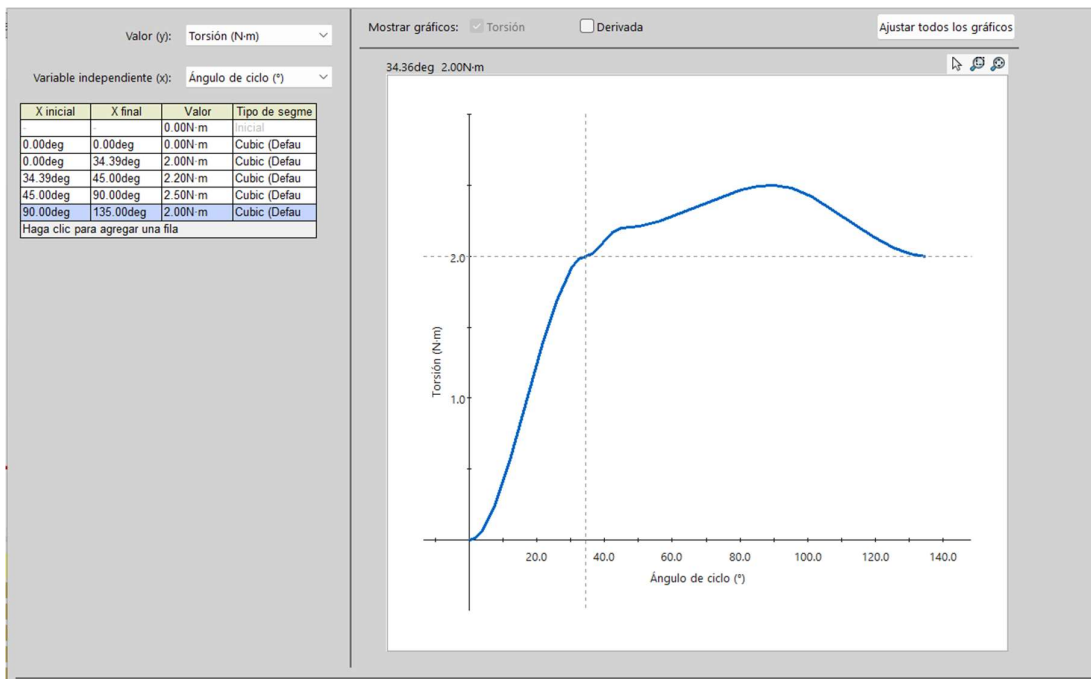 Valor (y): Torsión (N·m)
Variable independiente (x): Ángulo de ciclo (°)
X inicial X final Valor Tipo de segme
- - 0.00N·m Inicial
0.00deg 0.00deg 0.00N·m Cubic (Defau
0.00deg 34.39deg 2.00N·m Cubic (Defau
34.39deg 45.00deg 2.20N·m Cubic (Defau
45.00deg 90.00deg 2.50N·m Cubic (Defau
90.00deg 135.00deg 2.00N·m Cubic (Defau
Haga clic para agregar una fila
Mostrar gráficos: Torsión Derivada Ajustar todos los gráficos
34.36deg 2.00N·m
2.0
1.0
Torsión (N·m)
20.0 40.0 60.0 80.0 100.0 120.0 140.0
Ángulo de ciclo (°)